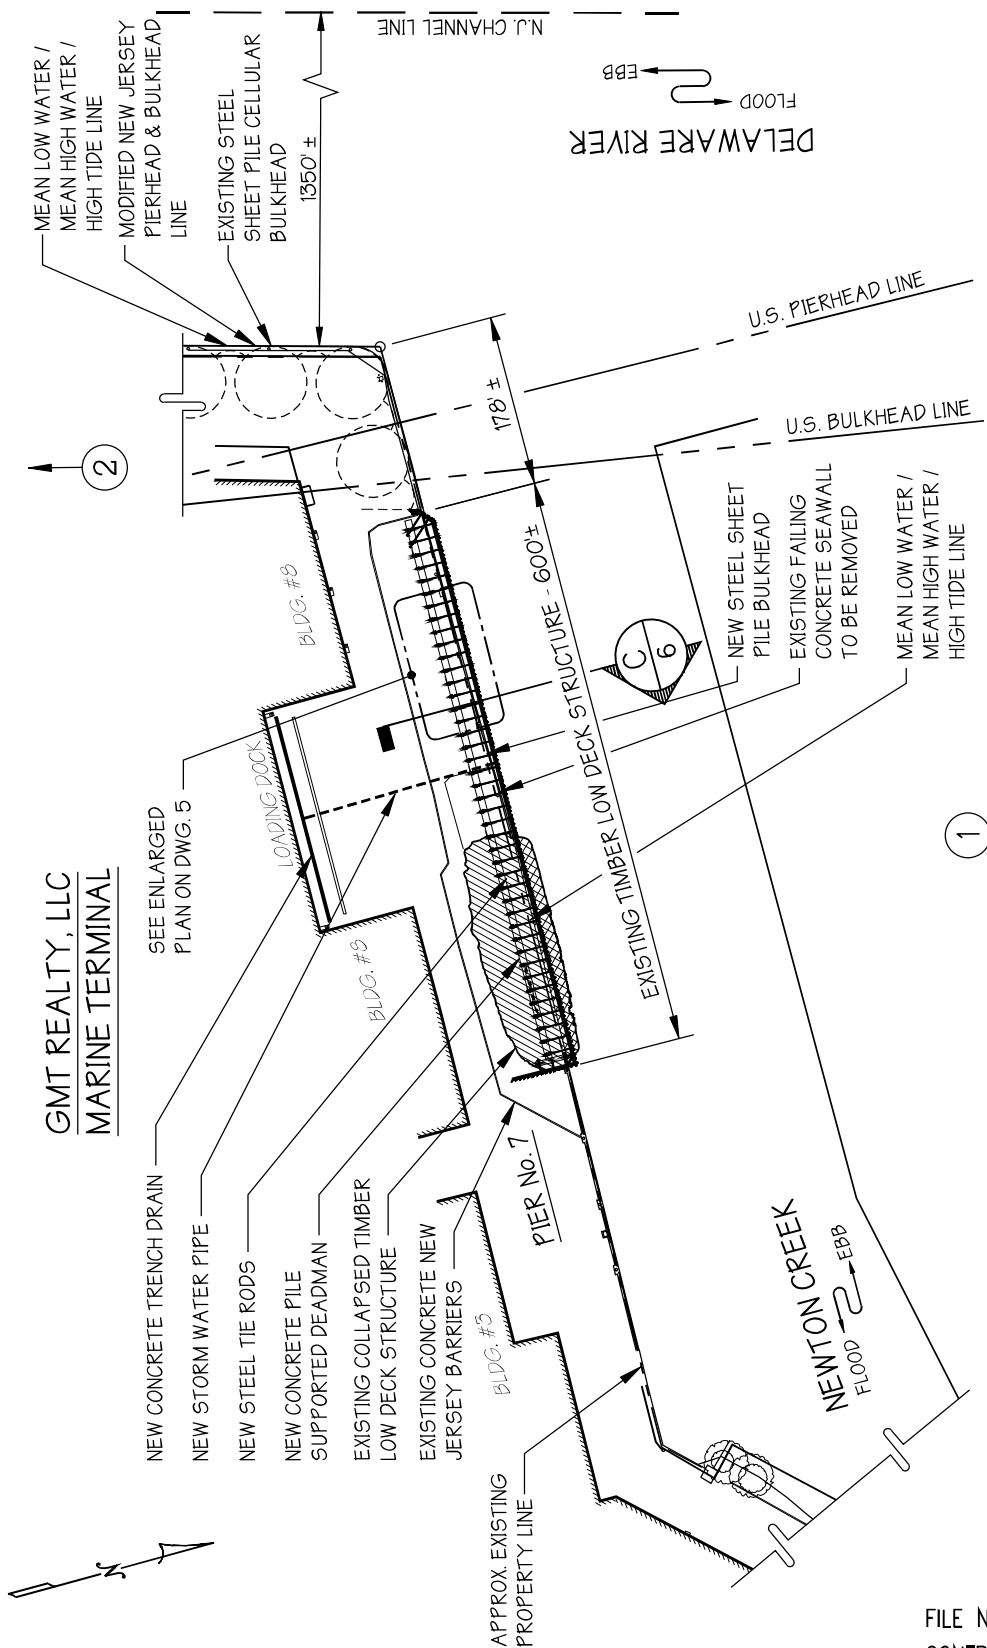 GMT REALTY, LLC
MARINE TERMINAL
MEAN LOW WATER /
MEAN HIGH WATER /
HIGH TIDE LINE
MODIFIED NEW JERSEY
PIERHEAD & BULKHEAD
LINE
EXISTING STEEL
SHEET PILE CELLULAR
BULKHEAD
1350' ±
N.J. CHANNEL LINE
EBB
FLOOD
DELAWARE RIVER
2
SEE ENLARGED
PLAN ON DWG. 5
LOADING DOCK
BLDG. #8
BLDG. #8
178' ±
U.S. PIERHEAD LINE
U.S. BULKHEAD LINE
NEW CONCRETE TRENCH DRAIN
NEW STORM WATER PIPE
NEW STEEL TIE RODS
NEW CONCRETE PILE
SUPPORTED DEADMAN
EXISTING COLLAPSED TIMBER
LOW DECK STRUCTURE
EXISTING CONCRETE NEW
JERSEY BARRIERS
APPROX. EXISTING
PROPERTY LINE
BLDG. #3
PIER No. 7
EXISTING TIMBER LOW DECK STRUCTURE - 600±
C
6
NEW STEEL SHEET
PILE BULKHEAD
EXISTING FAILING
CONCRETE SEAWALL
TO BE REMOVED
MEAN LOW WATER /
MEAN HIGH WATER /
HIGH TIDE LINE
NEWTON CREEK
FLOOD
EBB
1
N
FILE N